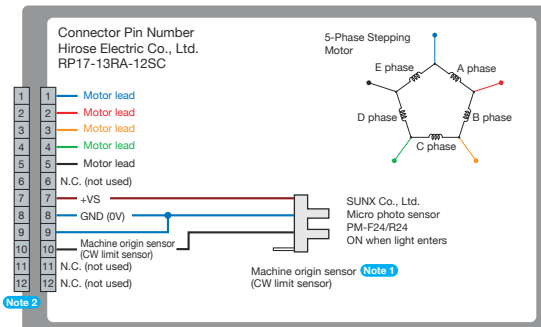 Connector Pin Number
Hirose Electric Co., Ltd.
RP17-13RA-12SC
5-Phase Stepping
Motor
E phase
A phase
D phase
B phase
C phase
1 1 Motor lead
2 2 Motor lead
3 3 Motor lead
4 4 Motor lead
5 5 Motor lead
6 6 N.C. (not used)
7 7 +VS
8 8 GND (0V)
9 9
10 10 Machine origin sensor
(CW limit sensor)
11 11 N.C. (not used)
12 12 N.C. (not used)
Note 2
SUNX Co., Ltd.
Micro photo sensor
PM-F24/R24
ON when light enters
Machine origin sensor Note 1
(CW limit sensor)